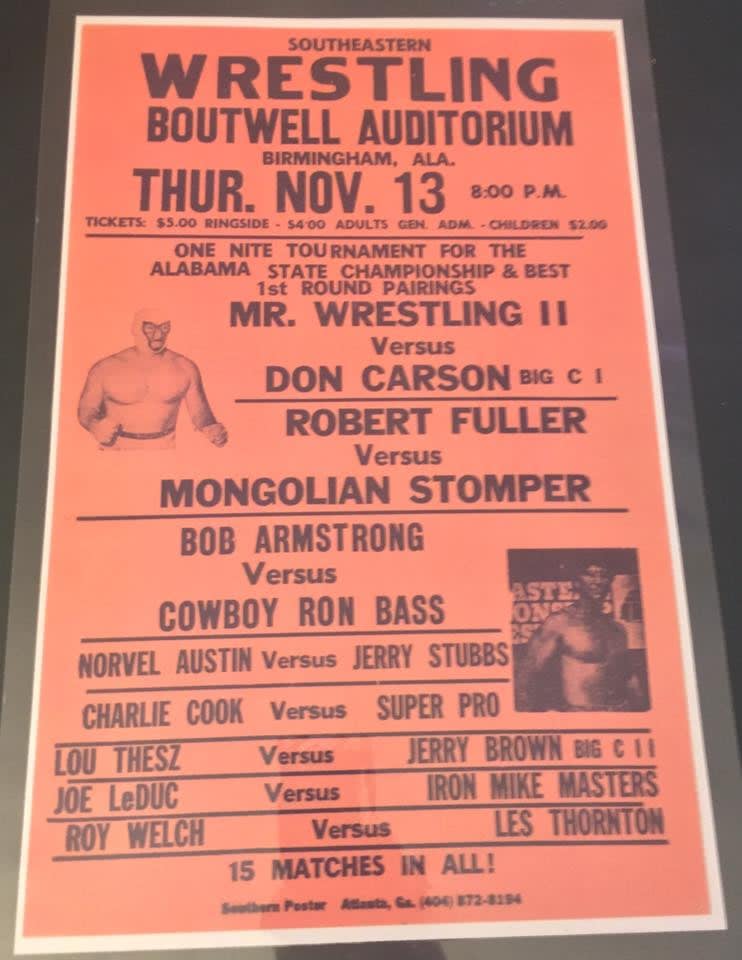 SOUTHEASTERN
WRESTLING
BOUTWELL AUDITORIUM
BIRMINGHAM, ALA.
THUR. NOV. 13 8:00 P.M.
TICKETS: $5.00 RINGSIDE - $4.00 ADULTS GEN. ADM. - CHILDREN $2.00
ONE NITE TOURNAMENT FOR THE
ALABAMA STATE CHAMPIONSHIP & BEST
1st ROUND PAIRINGS
MR. WRESTLING II
Versus
DON CARSON BIG C I
ROBERT FULLER
Versus
MONGOLIAN STOMPER
BOB ARMSTRONG
Versus
COWBOY RON BASS
NORVEL AUSTIN Versus JERRY STUBBS
CHARLIE COOK Versus SUPER PRO
LOU THESZ Versus JERRY BROWN BIG C II
JOE LeDUC Versus IRON MIKE MASTERS
ROY WELCH Versus LES THORNTON
15 MATCHES IN ALL!
Southern Poster Atlanta, Ga. (404) 872-8194